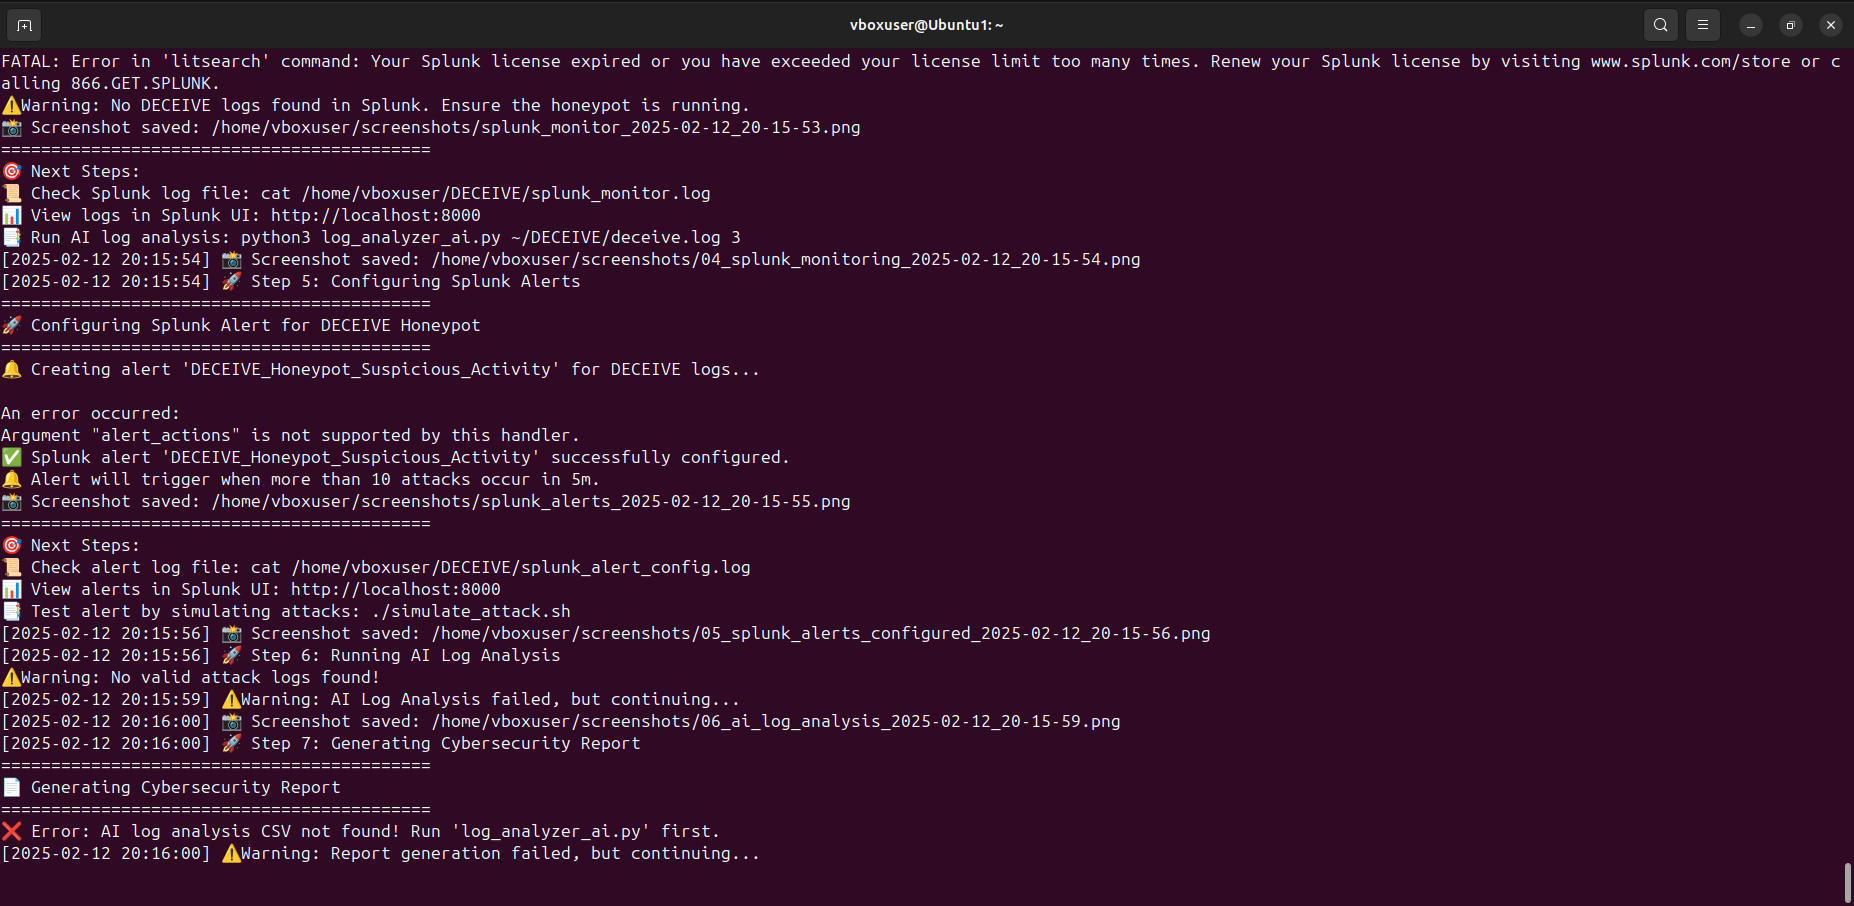 vboxuser@Ubuntu1: ~
FATAL: Error in 'litsearch' command: Your Splunk license expired or you have exceeded your license limit too many times. Renew your Splunk license by visiting www.splunk.com/store or c
alling 866.GET.SPLUNK.
⚠️Warning: No DECEIVE logs found in Splunk. Ensure the honeypot is running.
📸 Screenshot saved: /home/vboxuser/screenshots/splunk_monitor_2025-02-12_20-15-53.png
===========================================
🎯 Next Steps:
📜 Check Splunk log file: cat /home/vboxuser/DECEIVE/splunk_monitor.log
📊 View logs in Splunk UI: http://localhost:8000
📑 Run AI log analysis: python3 log_analyzer_ai.py ~/DECEIVE/deceive.log 3
[2025-02-12 20:15:54] 📸 Screenshot saved: /home/vboxuser/screenshots/04_splunk_monitoring_2025-02-12_20-15-54.png
[2025-02-12 20:15:54] 🚀 Step 5: Configuring Splunk Alerts
===========================================
🚀 Configuring Splunk Alert for DECEIVE Honeypot
===========================================
🔔 Creating alert 'DECEIVE_Honeypot_Suspicious_Activity' for DECEIVE logs...
An error occurred:
Argument "alert_actions" is not supported by this handler.
✅ Splunk alert 'DECEIVE_Honeypot_Suspicious_Activity' successfully configured.
🔔 Alert will trigger when more than 10 attacks occur in 5m.
📸 Screenshot saved: /home/vboxuser/screenshots/splunk_alerts_2025-02-12_20-15-55.png
===========================================
🎯 Next Steps:
📜 Check alert log file: cat /home/vboxuser/DECEIVE/splunk_alert_config.log
📊 View alerts in Splunk UI: http://localhost:8000
📑 Test alert by simulating attacks: ./simulate_attack.sh
[2025-02-12 20:15:56] 📸 Screenshot saved: /home/vboxuser/screenshots/05_splunk_alerts_configured_2025-02-12_20-15-56.png
[2025-02-12 20:15:56] 🚀 Step 6: Running AI Log Analysis
⚠️Warning: No valid attack logs found!
[2025-02-12 20:15:59] ⚠️Warning: AI Log Analysis failed, but continuing...
[2025-02-12 20:16:00] 📸 Screenshot saved: /home/vboxuser/screenshots/06_ai_log_analysis_2025-02-12_20-15-59.png
[2025-02-12 20:16:00] 🚀 Step 7: Generating Cybersecurity Report
===========================================
📄 Generating Cybersecurity Report
===========================================
❌ Error: AI log analysis CSV not found! Run 'log_analyzer_ai.py' first.
[2025-02-12 20:16:00] ⚠️Warning: Report generation failed, but continuing...